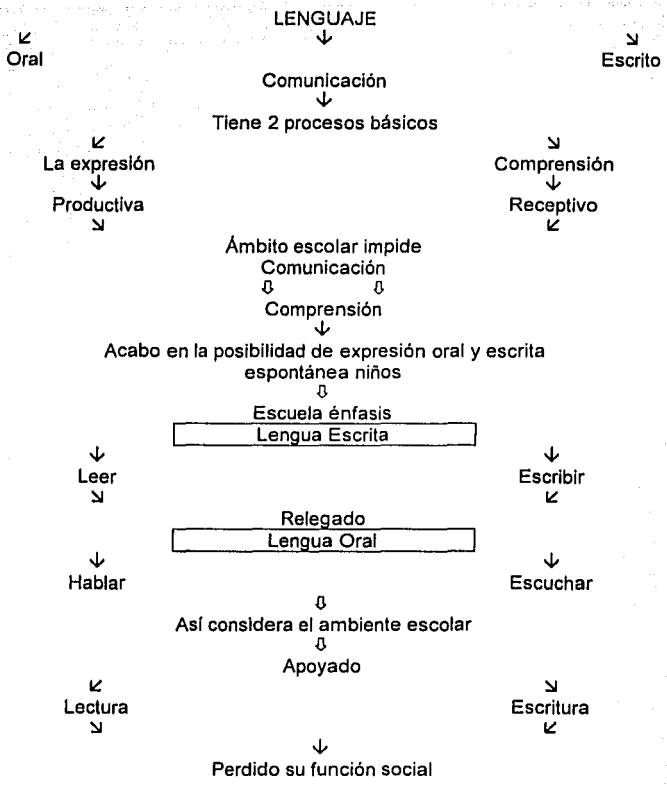 LENGUAJE
Oral
Escrito
Comunicación
Tiene 2 procesos básicos
La expresión
Comprensión
Productiva
Receptivo
Ámbito escolar impide
Comunicación
Comprensión
Acabo en la posibilidad de expresión oral y escrita
espontánea niños
Escuela énfasis
Lengua Escrita
Leer
Escribir
Relegado
Lengua Oral
Hablar
Escuchar
Así considera el ambiente escolar
Apoyado
Lectura
Escritura
Perdido su función social